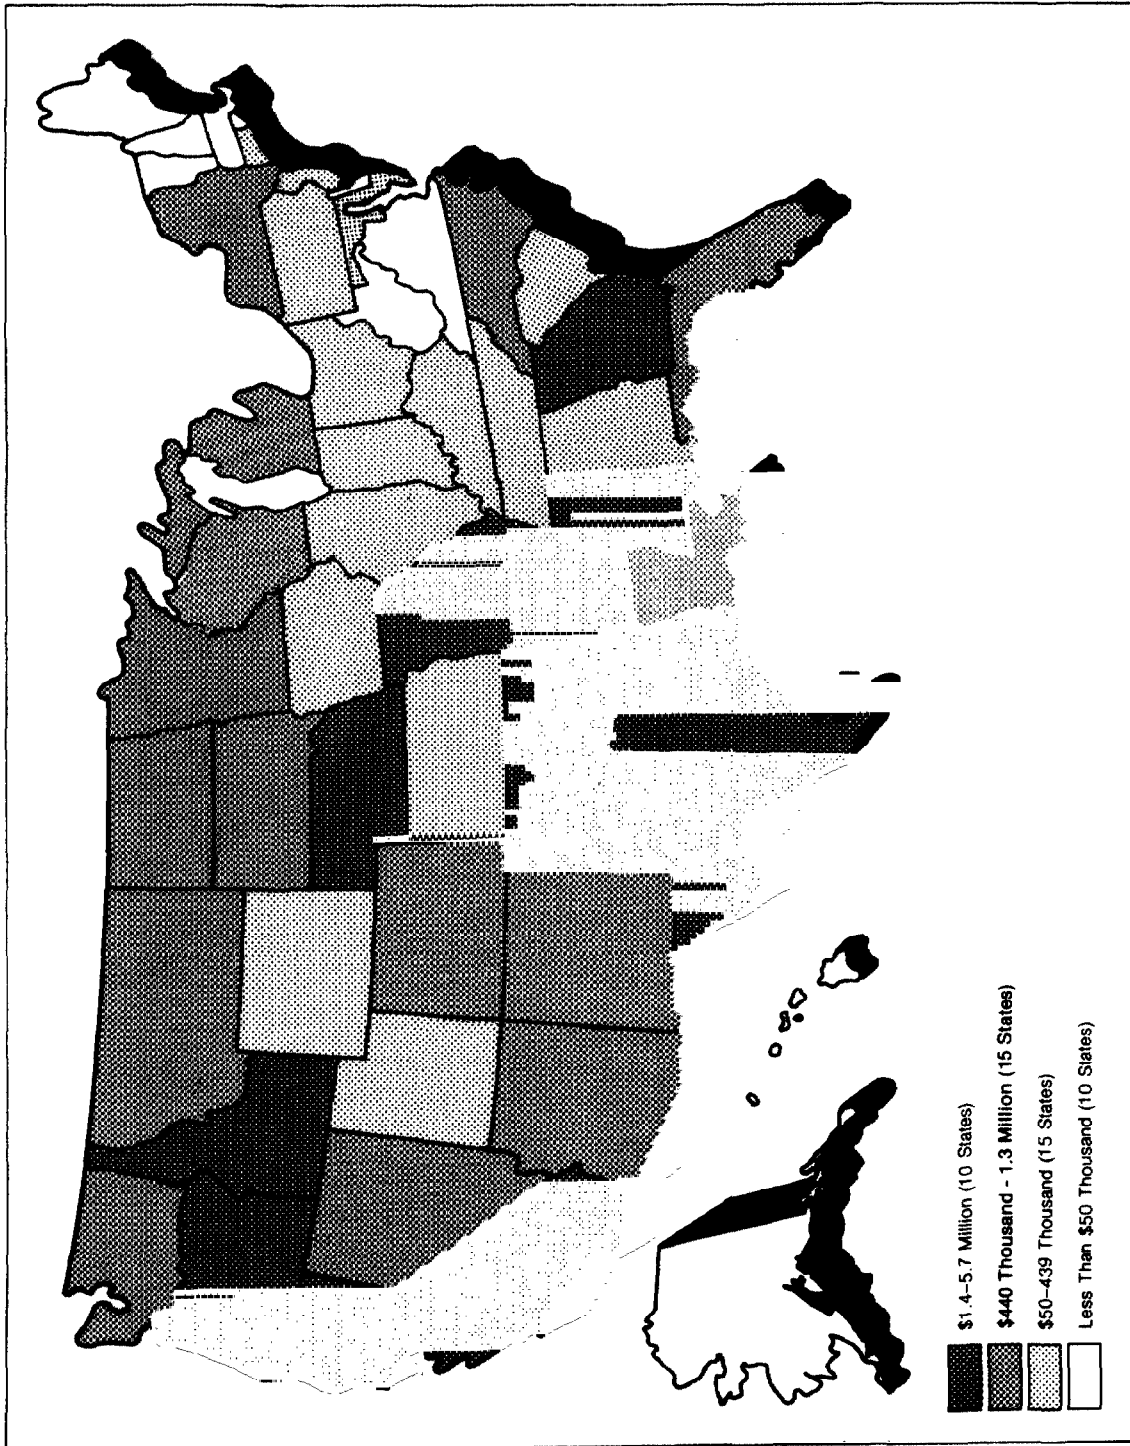 $1.4–5.7 Million (10 States)
$440 Thousand - 1.3 Million (15 States)
$50–439 Thousand (15 States)
Less Than $50 Thousand (10 States)